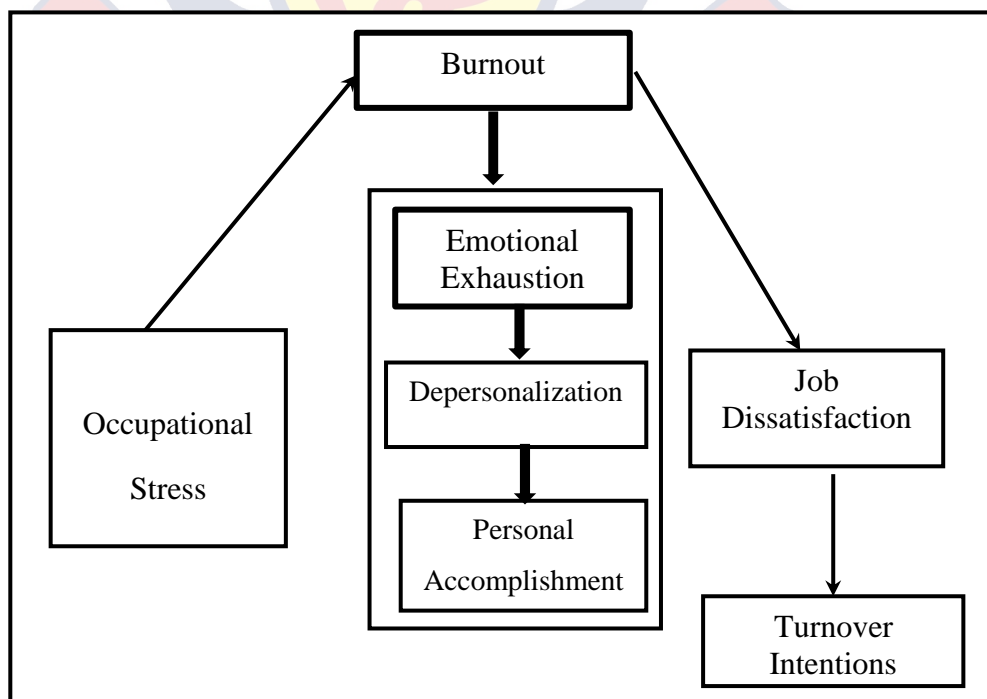 Burnout
Emotional
Exhaustion
Depersonalization
Personal
Accomplishment
Occupational
Stress
Job
Dissatisfaction
Turnover
Intentions